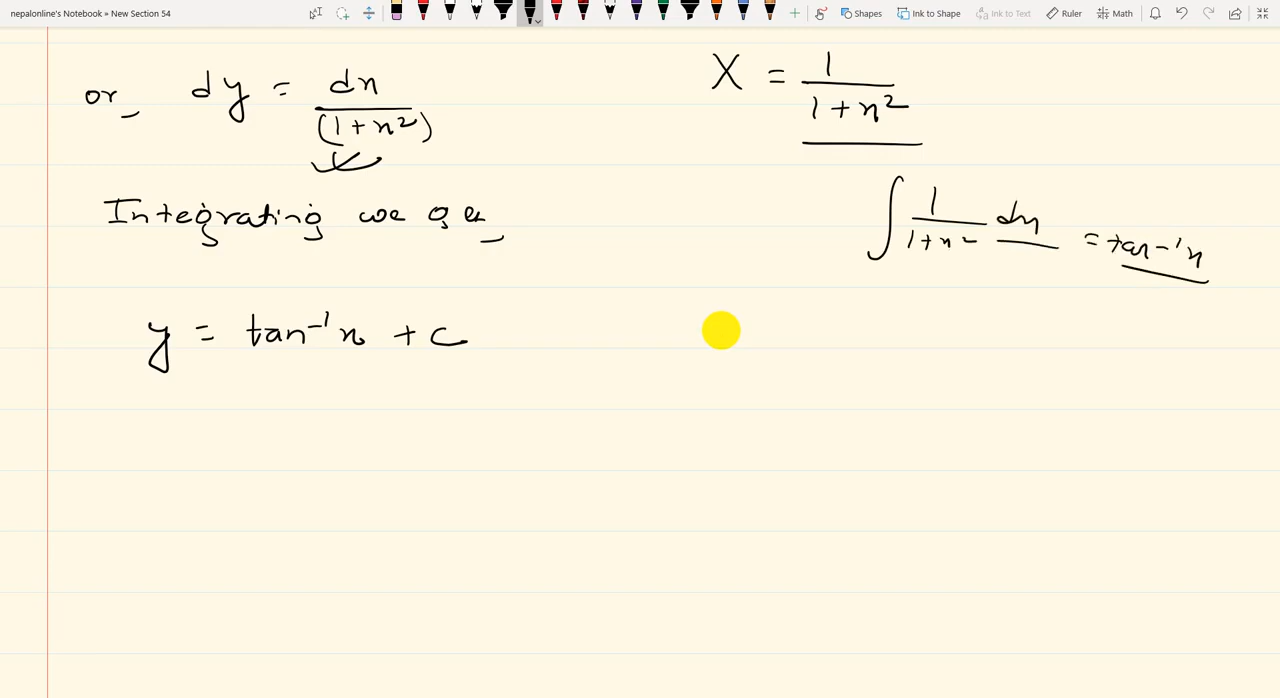 nepalonline's Notebook » New Section 54
Shapes Ink to Shape Ink to Text Ruler Math
or, dy = dx/(1+x²)
X = 1/(1+x²)
Integrating we get,
∫ 1/(1+x²) dx = tan⁻¹x
y = tan⁻¹x + c